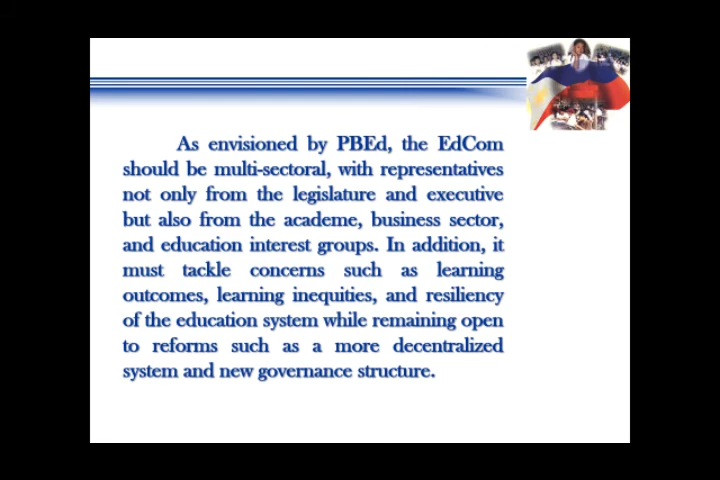 As envisioned by PBEd, the EdCom
should be multi-sectoral, with representatives
not only from the legislature and executive
but also from the academe, business sector,
and education interest groups. In addition, it
must tackle concerns such as learning
outcomes, learning inequities, and resiliency
of the education system while remaining open
to reforms such as a more decentralized
system and new governance structure.